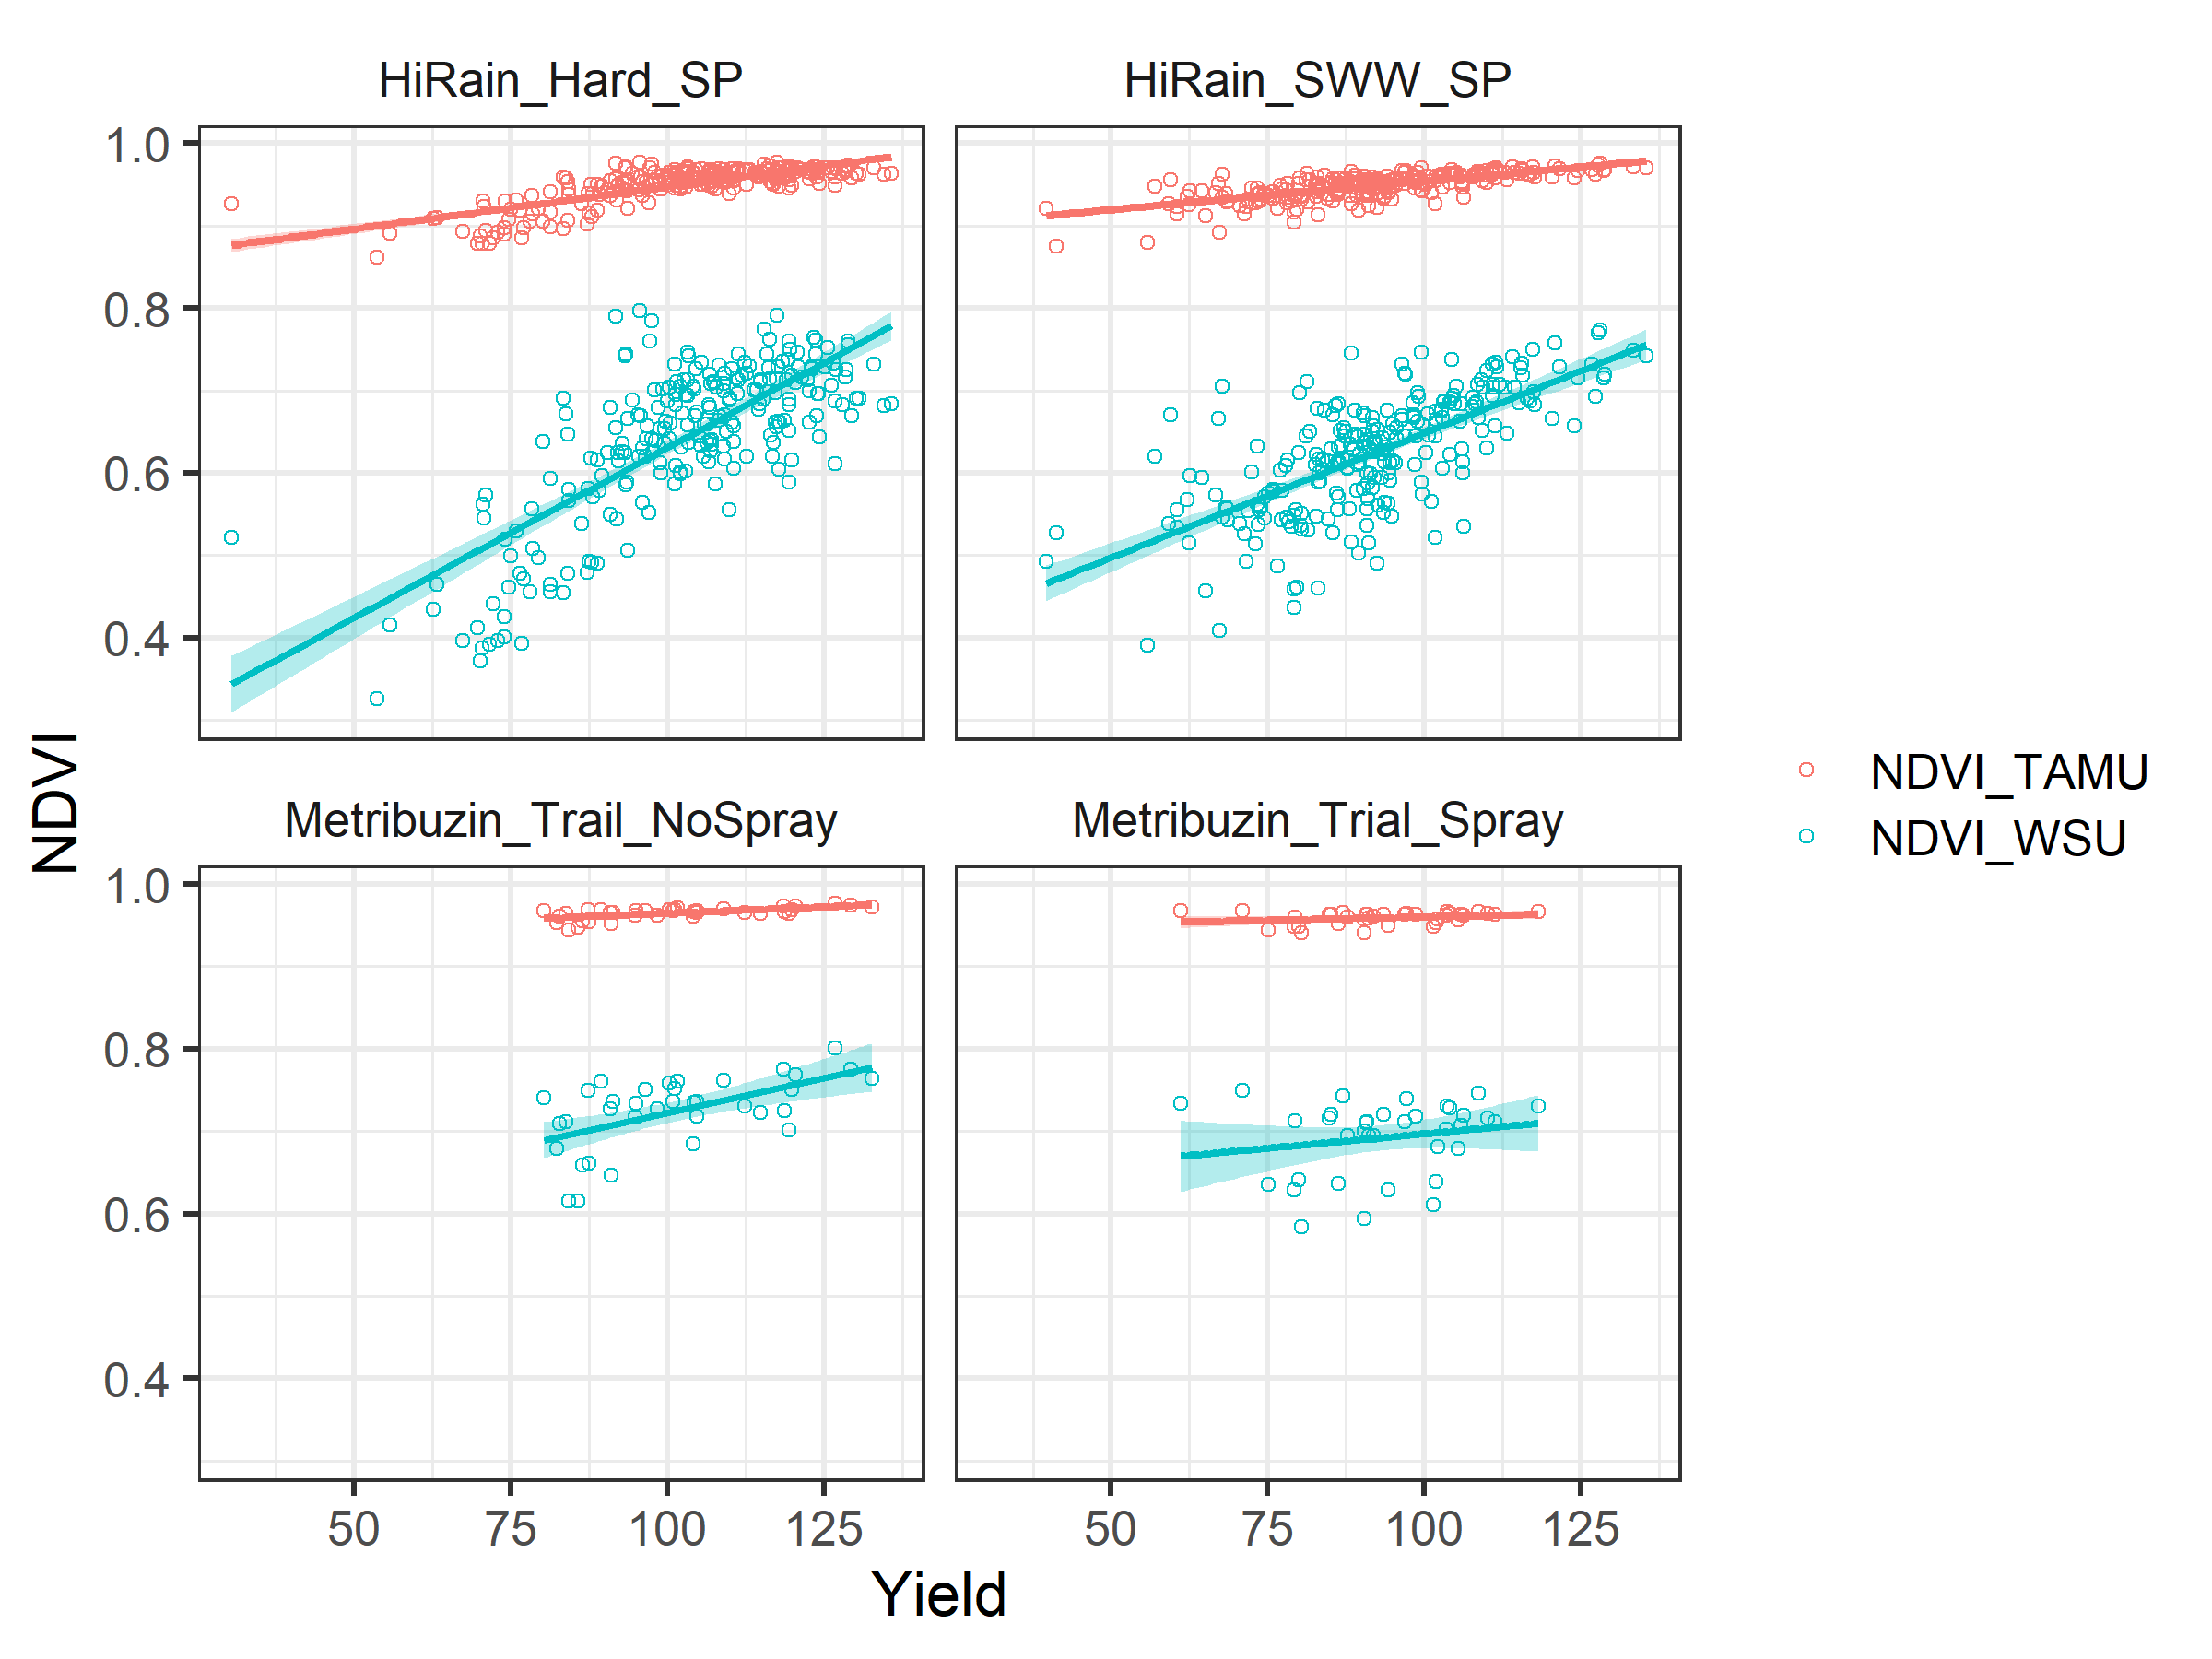 HiRain_Hard_SP
HiRain_SWW_SP
1.0
0.8
0.6
0.4
NDVI
NDVI_TAMU
NDVI_WSU
Metribuzin_Trail_NoSpray
Metribuzin_Trial_Spray
1.0
0.8
0.6
0.4
50 75 100 125
50 75 100 125
Yield